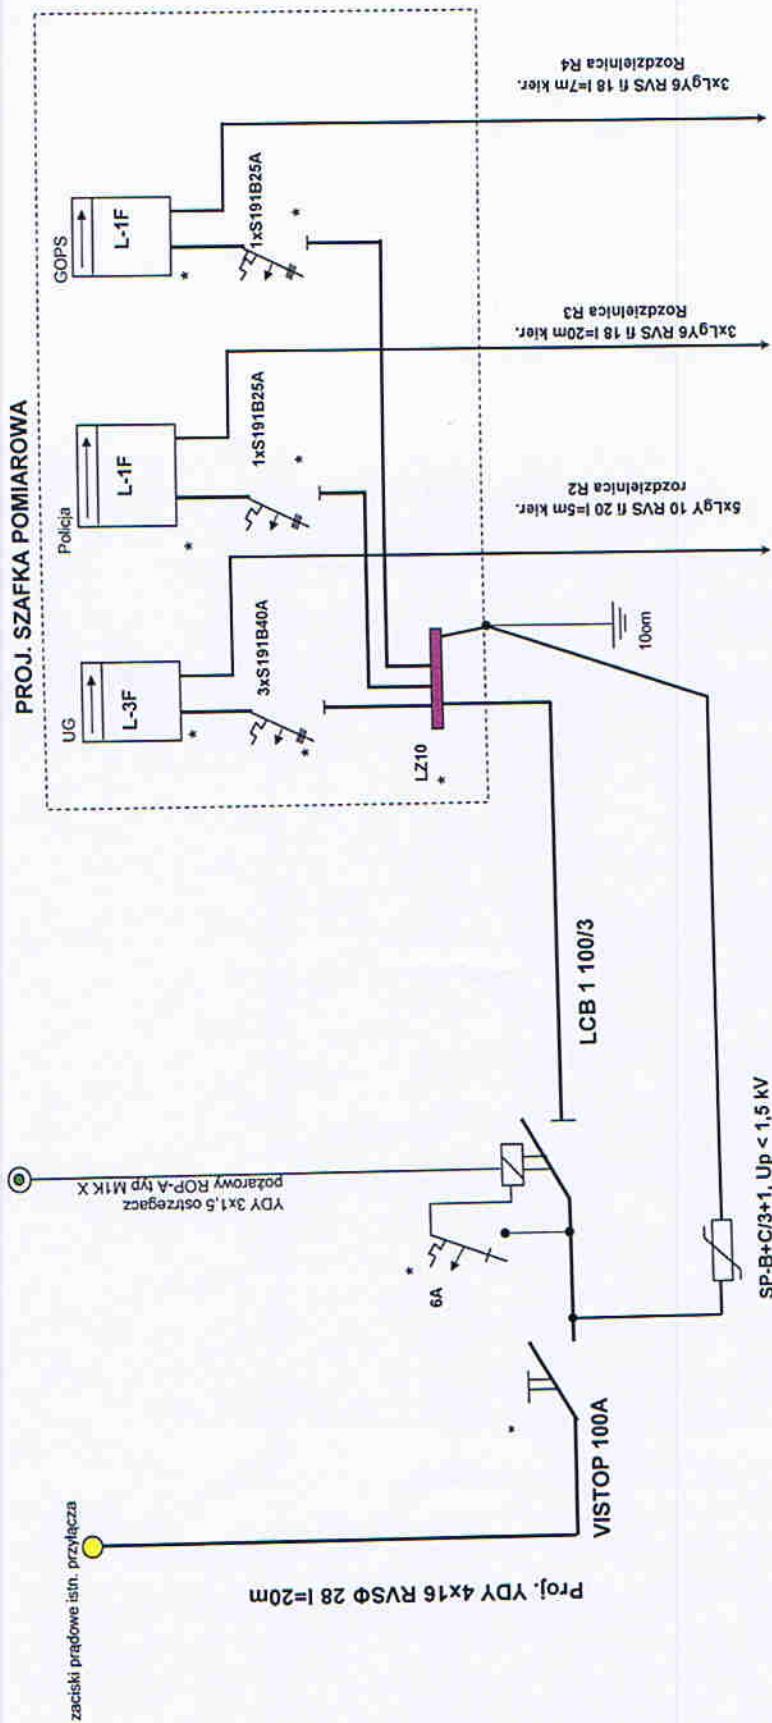 PROJ. SZAFKA POMIAROWA
UG
L-3F
*
3xS191B40A
*
Policja
L-1F
*
1xS191B25A
*
GOPS
L-1F
*
1xS191B25A
*
LZ10
*
10om
5xLgY 10 RVS fi 20 l=5m kier.
rozdzielnica R2
3xLgY6 RVS fi 18 l=20m kier.
Rozdzielnica R3
3xLgY6 RVS fi 18 l=7m kier.
Rozdzielnica R4
zaciski prądowe istn. przyłącza
Proj. YDY 4x16 RVSΦ 28 l=20m
VISTOP 100A
*
6A
*
YDY 3x1,5 ostrzegacz
pożarowy ROP-A typ M1K X
LCB 1 100/3
SP-B+C/3+1, Up < 1,5 kV